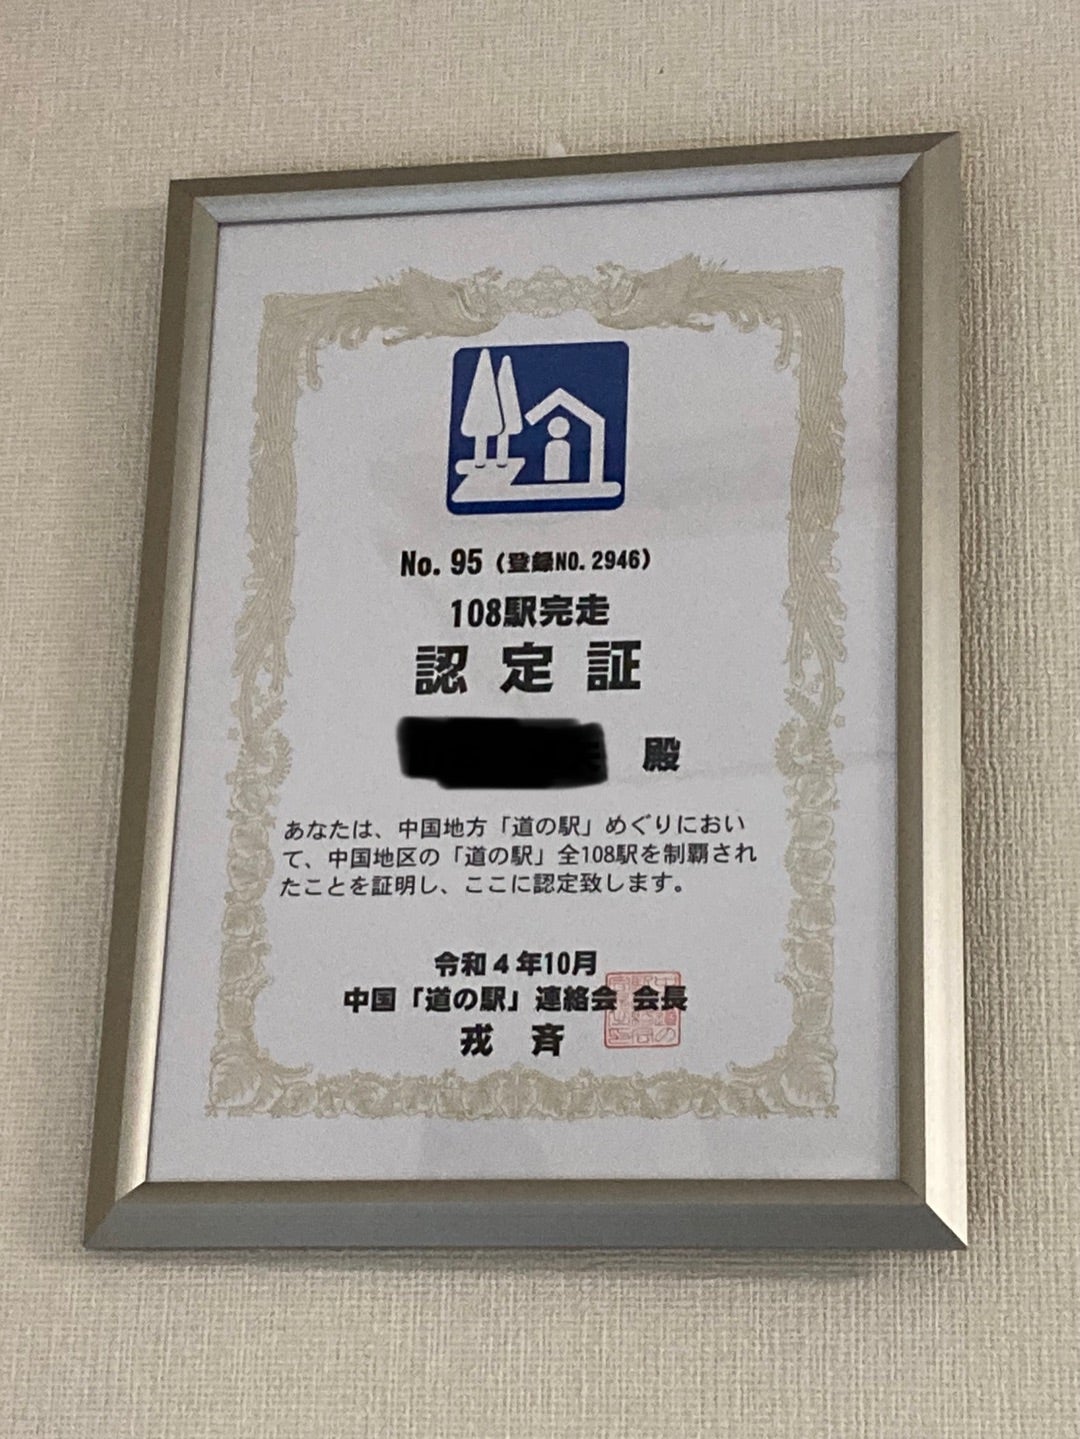 No. 95（登録NO. 2946）
108駅完走
認定証
殿
あなたは、中国地方「道の駅」めぐりにおい
て、中国地区の「道の駅」全108駅を制覇され
たことを証明し、ここに認定致します。
令和４年10月
中国「道の駅」連絡会 会長
戎 斉